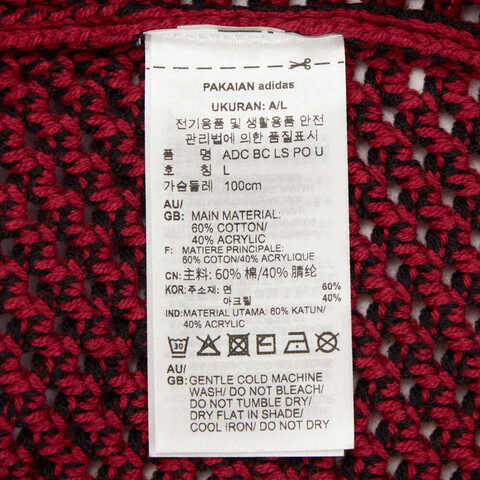 PAKAIAN adidas
UKURAN: A/L
전기용품 및 생활용품 안전
관리법에 의한 품질표시
품 명 ADC BC LS PO U
호 칭 L
가슴둘레 100cm
AU/
GB: MAIN MATERIAL:
60% COTTON/
40% ACRYLIC
F: MATIERE PRINCIPALE:
60% COTON/40% ACRYLIQUE
CN: 主料: 60% 棉/40% 腈纶
KOR: 주소재: 면 60%
아크릴 40%
IND: MATERIAL UTAMA: 60% KATUN/
40% ACRYLIC
30
AU/
GB: GENTLE COLD MACHINE
WASH/ DO NOT BLEACH/
DO NOT TUMBLE DRY/
DRY FLAT IN SHADE/
COOL IRON/ DO NOT DRY